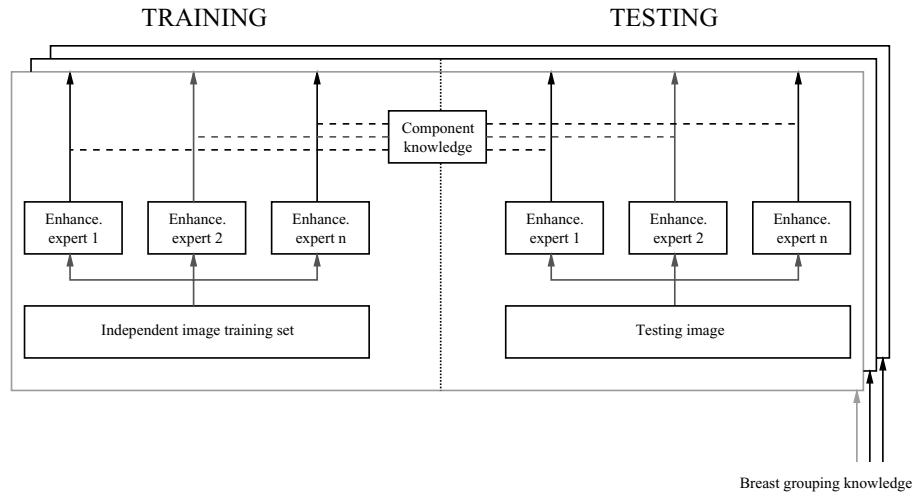 TRAINING
TESTING
Component
knowledge
Enhance.
expert 1
Enhance.
expert 2
Enhance.
expert n
Enhance.
expert 1
Enhance.
expert 2
Enhance.
expert n
Independent image training set
Testing image
Breast grouping knowledge